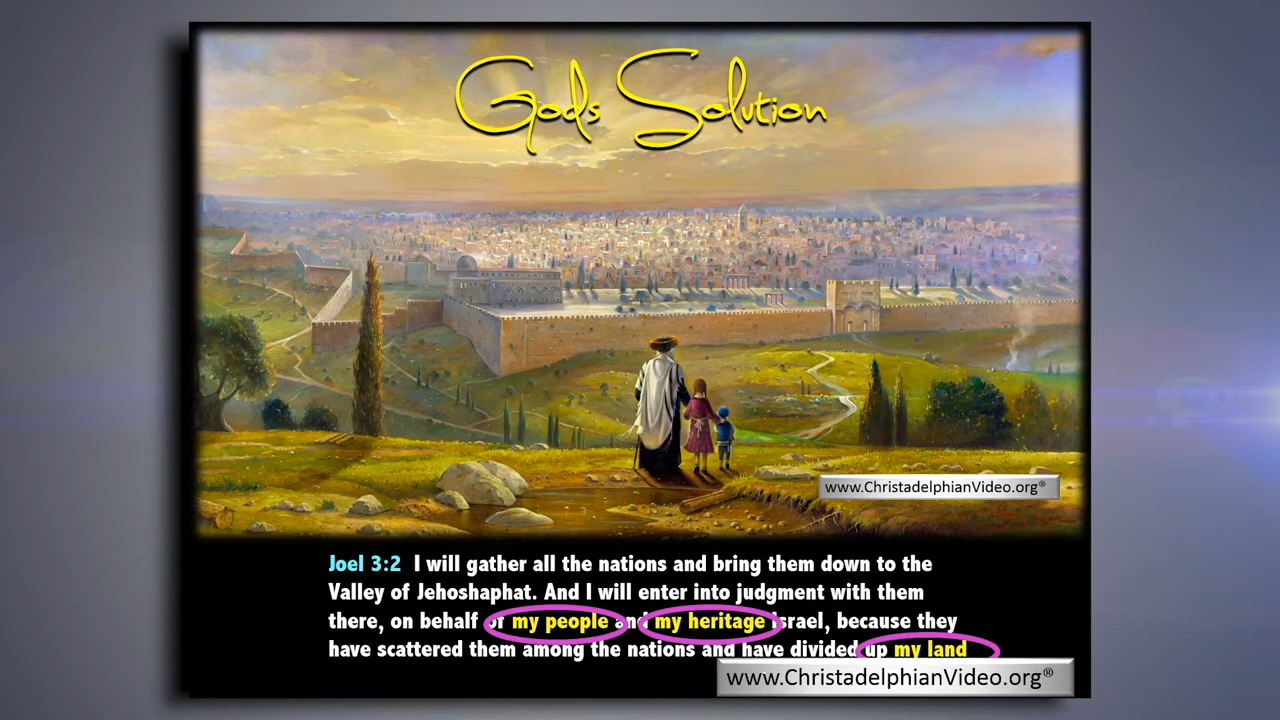 Gods Solution
www.ChristadelphianVideo.org®
Joel 3:2 I will gather all the nations and bring them down to the
Valley of Jehoshaphat. And I will enter into judgment with them
there, on behalf of my people and my heritage Israel, because they
have scattered them among the nations and have divided up my land
www.ChristadelphianVideo.org®